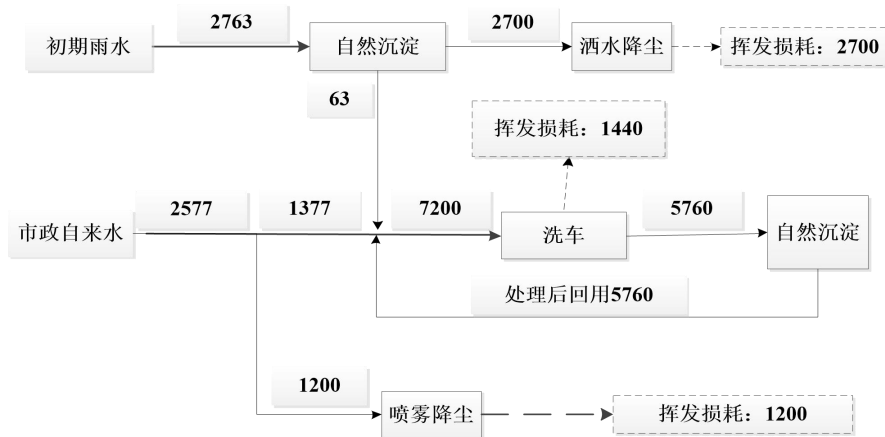 2763
2700
初期雨水
自然沉淀
洒水降尘
挥发损耗：2700
63
挥发损耗：1440
2577
1377
7200
5760
市政自来水
洗车
自然沉淀
处理后回用5760
1200
喷雾降尘
挥发损耗：1200